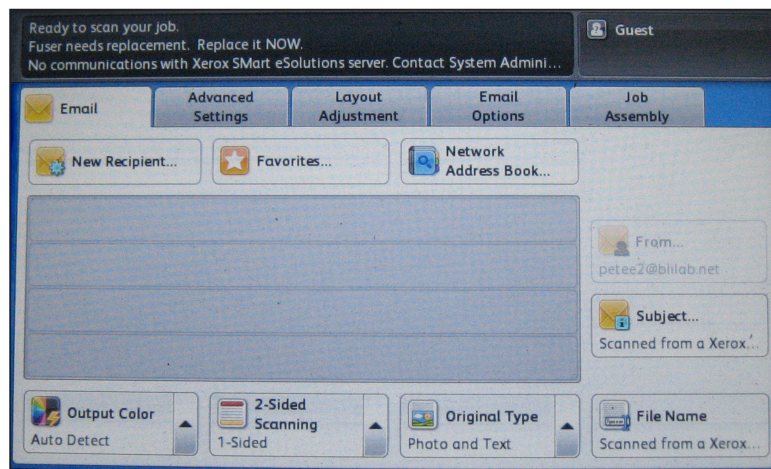 Ready to scan your job.
Fuser needs replacement. Replace it NOW.
No communications with Xerox SMart eSolutions server. Contact System Admini...
Guest
Email
Advanced
Settings
Layout
Adjustment
Email
Options
Job
Assembly
New Recipient...
Favorites...
Network
Address Book...
From...
petee2@blilab.net
Subject...
Scanned from a Xerox...
Output Color
Auto Detect
2-Sided
Scanning
1-Sided
Original Type
Photo and Text
File Name
Scanned from a Xerox...